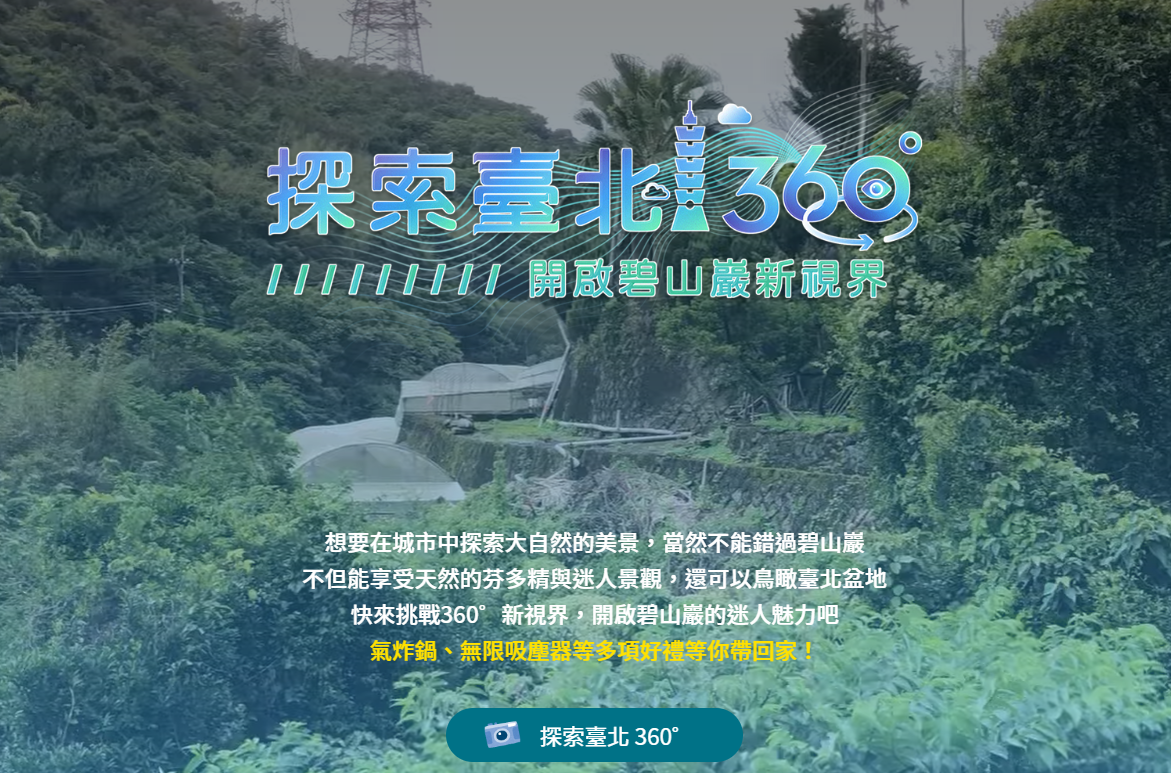 探索臺北360°
開啟碧山巖新視界
想要在城市中探索大自然的美景，當然不能錯過碧山巖
不但能享受天然的芬多精與迷人景觀，還可以鳥瞰臺北盆地
快來挑戰360°新視界，開啟碧山巖的迷人魅力吧
氣炸鍋、無限吸塵器等多項好禮等你帶回家！
探索臺北 360°